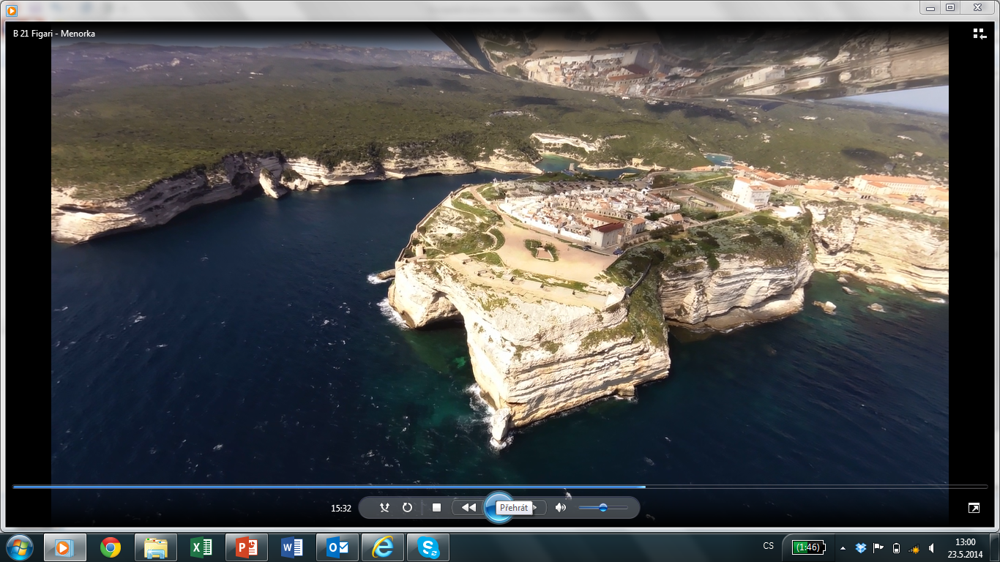 B 21 Figari - Menorka
15:32
Přehrát
CS
(1:46)
13:00
23.5.2014